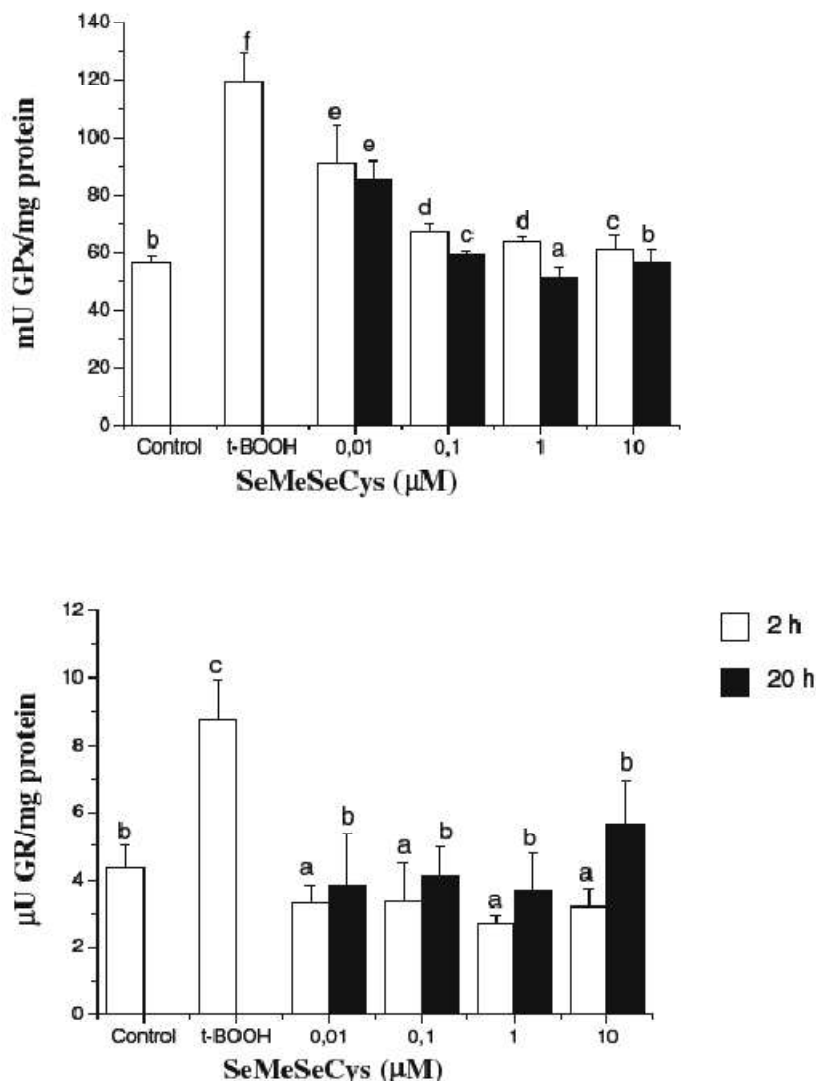 140
120
100
80
60
40
20
0
mU GPx/mg protein
b
f
e
e
d
c
d
a
c
b
Control t-BOOH 0,01 0,1 1 10
SeMeSeCys (µM)
12
10
8
6
4
2
0
µU GR/mg protein
b
c
a
b
a
b
a
b
a
b
2 h
20 h
Control t-BOOH 0,01 0,1 1 10
SeMeSeCys (µM)